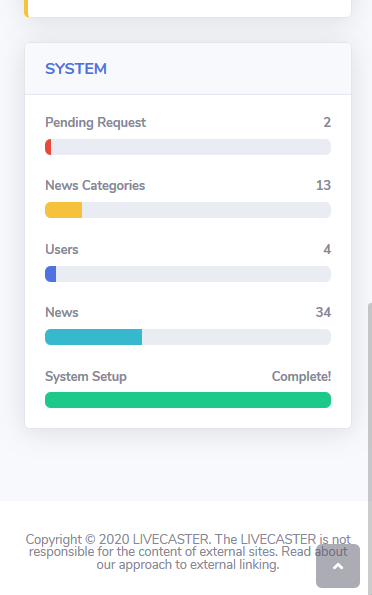 SYSTEM
Pending Request 2
News Categories 13
Users 4
News 34
System Setup Complete!
Copyright © 2020 LIVECASTER. The LIVECASTER is not
responsible for the content of external sites. Read about
our approach to external linking.